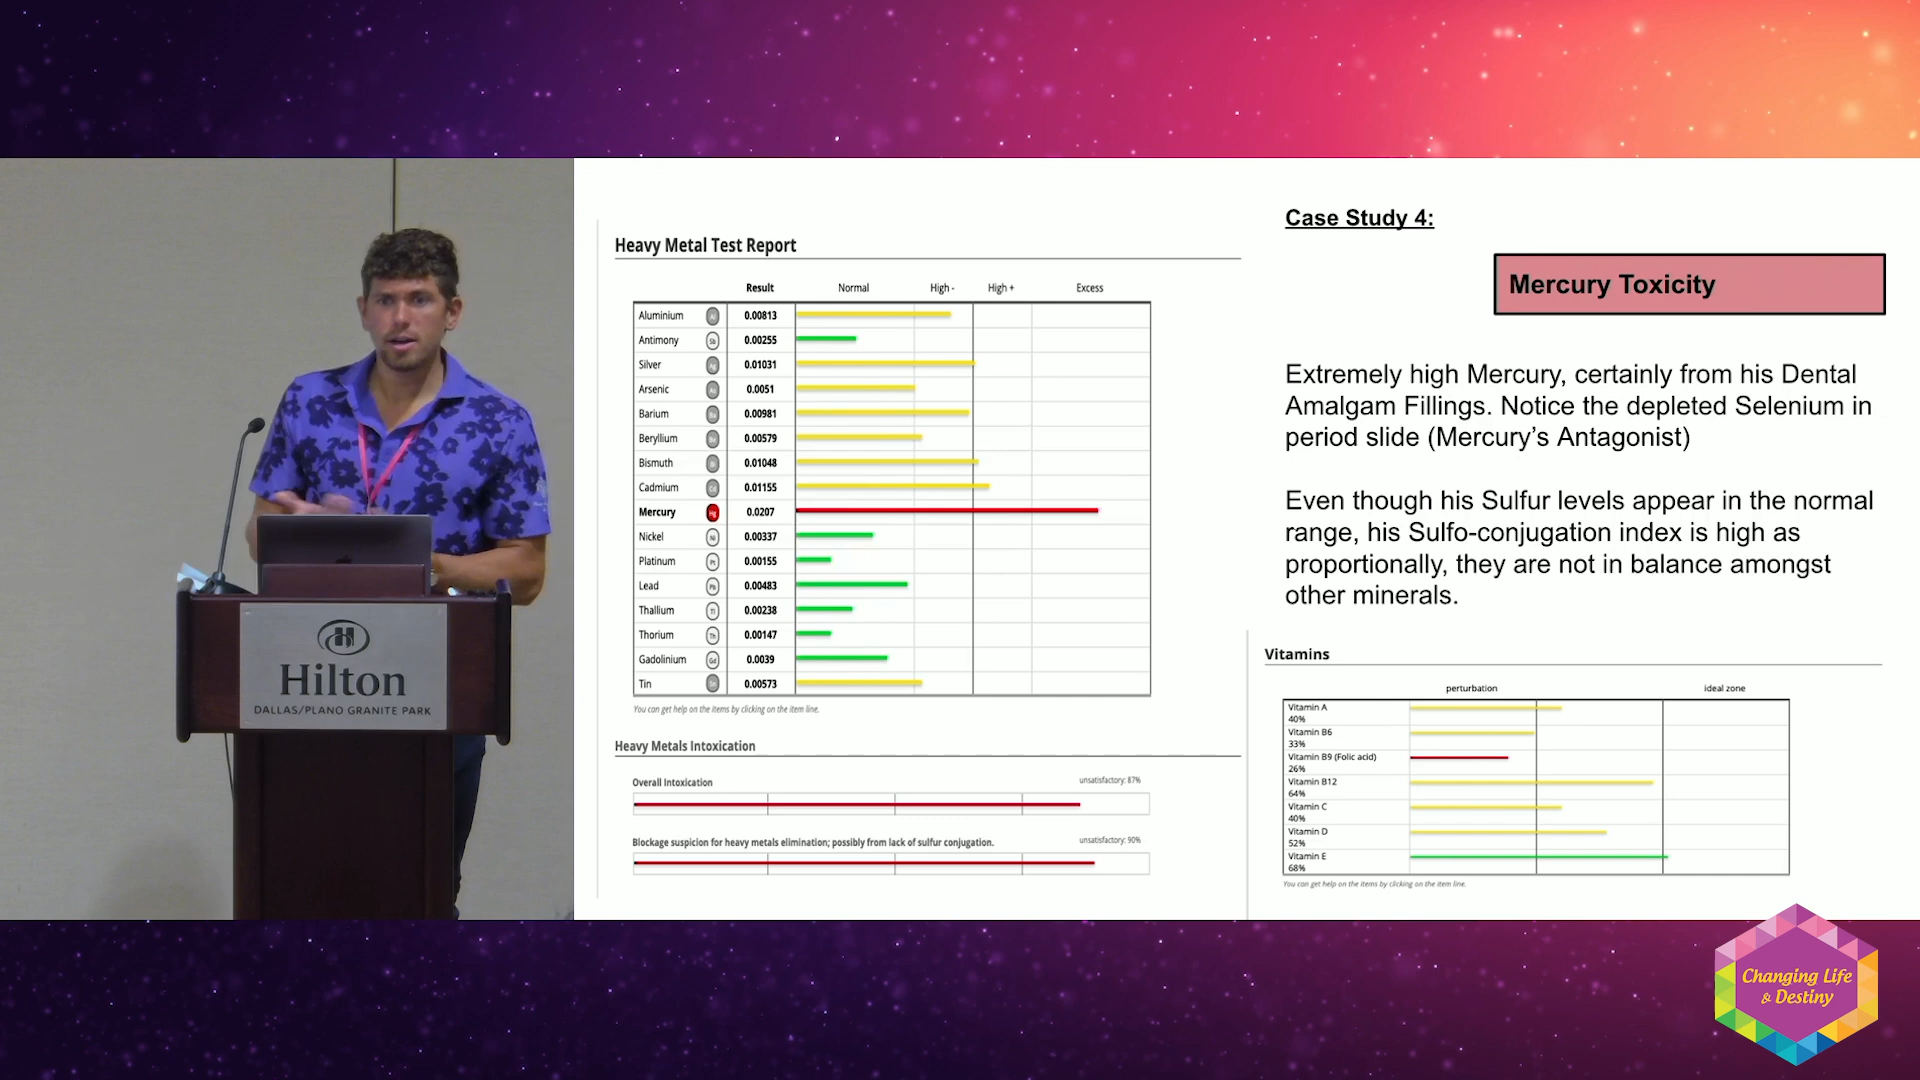 Heavy Metal Test Report
Result Normal High - High + Excess
Aluminium 0.00813
Antimony Sb 0.00255
Silver 0.01031
Arsenic 0.0051
Barium 0.00981
Beryllium 0.00579
Bismuth 0.01048
Cadmium 0.01155
Mercury Hg 0.0207
Nickel Ni 0.00337
Platinum Pt 0.00155
Lead Pb 0.00483
Thallium Tl 0.00238
Thorium Th 0.00147
Gadolinium Gd 0.0039
Tin 0.00573
You can get help on the items by clicking on the item line.
Heavy Metals Intoxication
Overall Intoxication unsatisfactory: 87%
Blockage suspicion for heavy metals elimination; possibly from lack of sulfur conjugation. unsatisfactory: 90%
Case Study 4:
Mercury Toxicity
Extremely high Mercury, certainly from his Dental
Amalgam Fillings. Notice the depleted Selenium in
period slide (Mercury's Antagonist)
Even though his Sulfur levels appear in the normal
range, his Sulfo-conjugation index is high as
proportionally, they are not in balance amongst
other minerals.
Vitamins
perturbation ideal zone
Vitamin A
40%
Vitamin B6
33%
Vitamin B9 (Folic acid)
26%
Vitamin B12
64%
Vitamin C
40%
Vitamin D
52%
Vitamin E
68%
You can get help on the items by clicking on the item line.
Hilton
DALLAS/PLANO GRANITE PARK
Changing Life
& Destiny